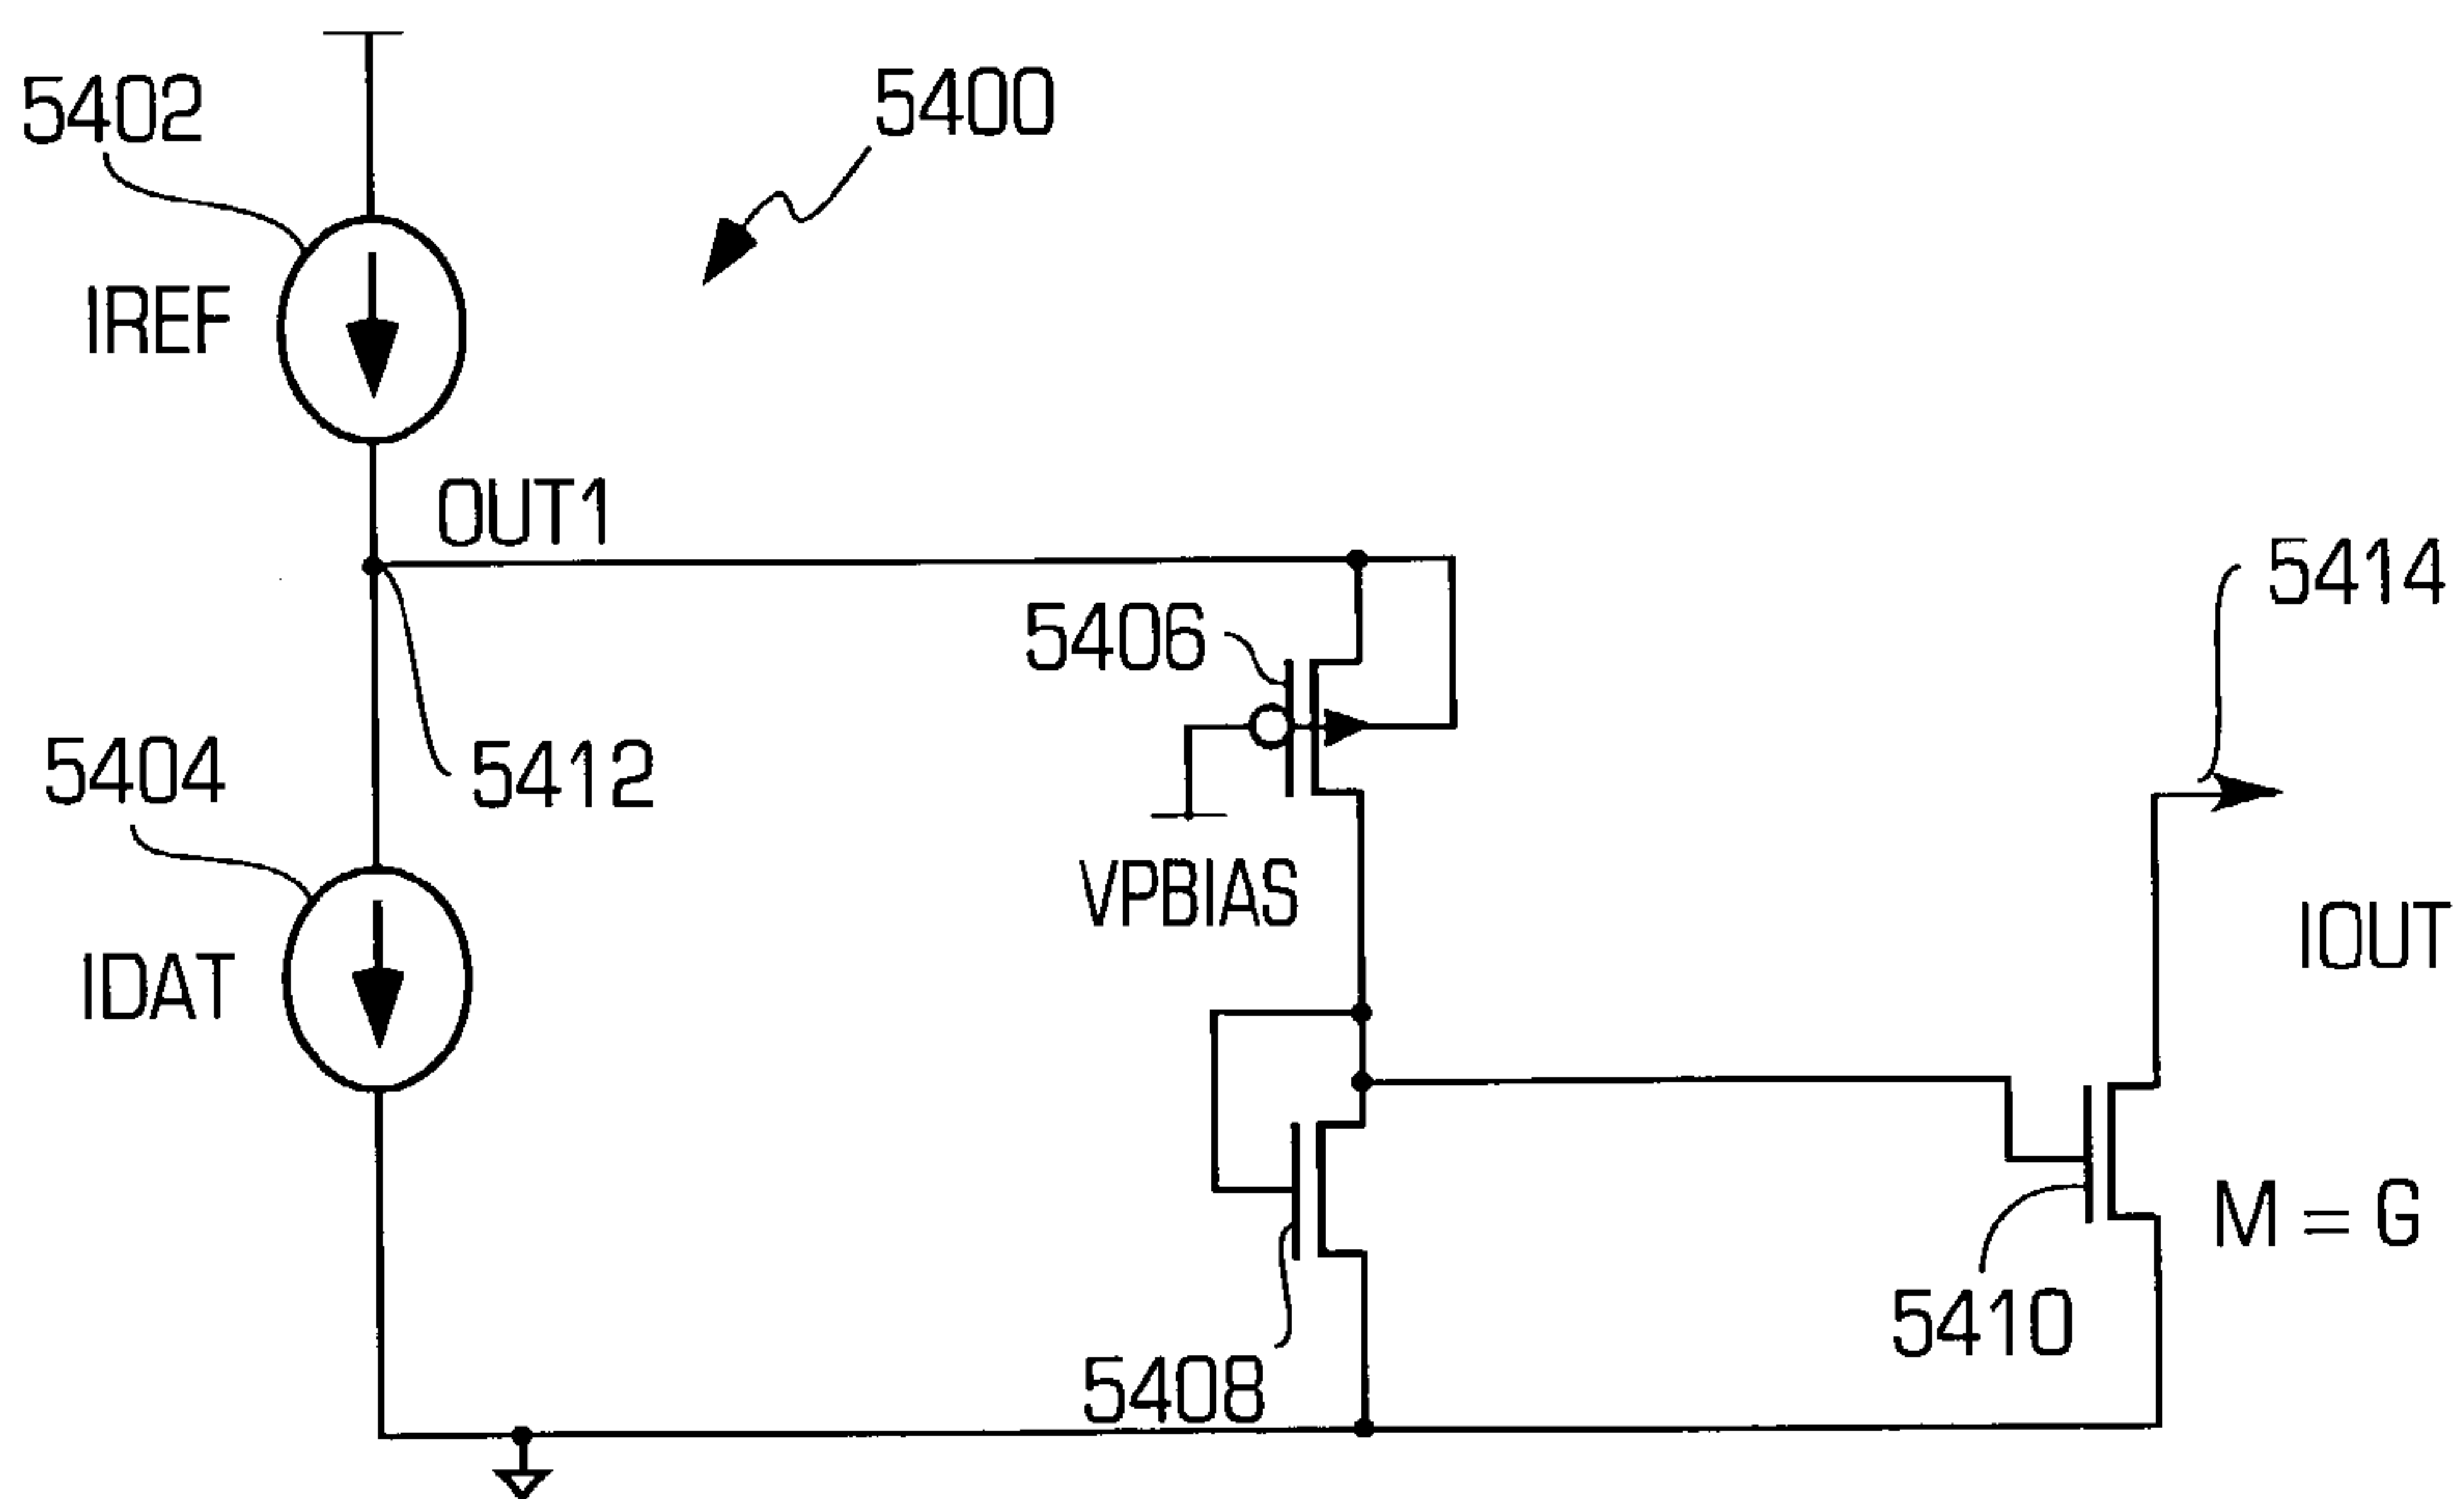 5402
5400
IREF
OUT1
5414
5406
5404
5412
VPBIAS
IOUT
IDAT
M = G
5410
5408